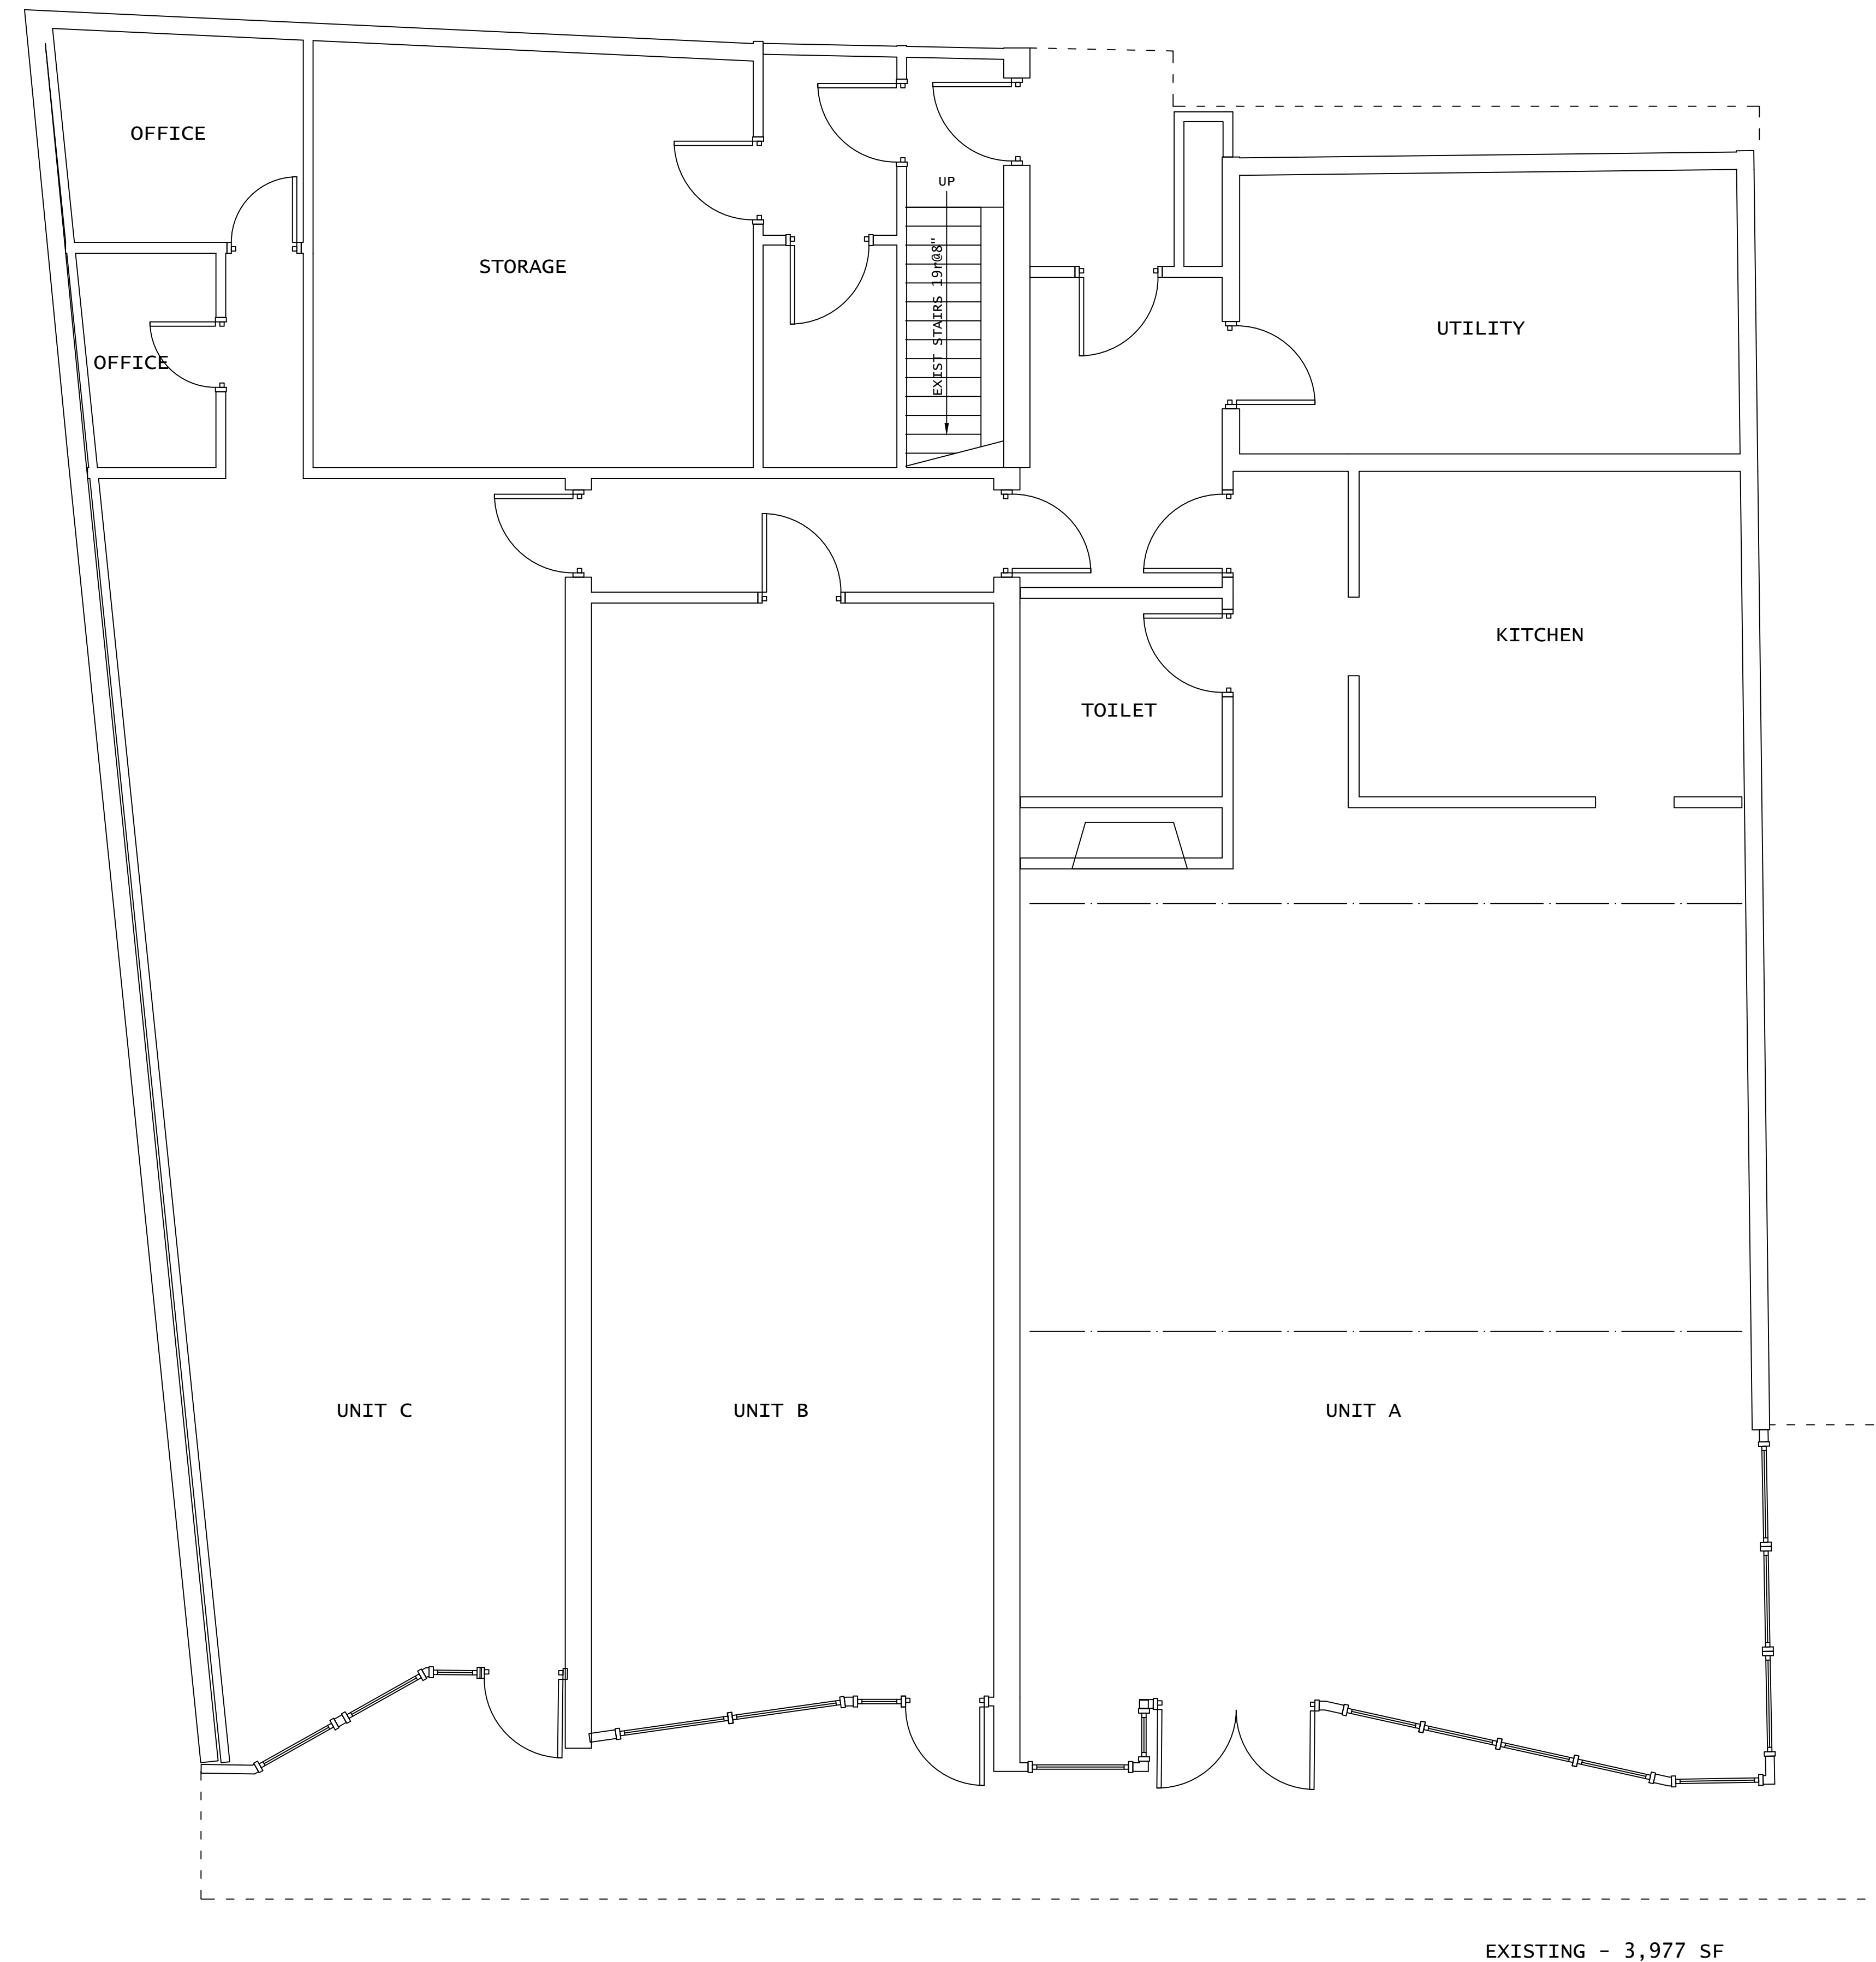 OFFICE
UP
STORAGE
EXIST STAIRS 19r@8"
UTILITY
OFFICE
KITCHEN
TOILET
UNIT C
UNIT B
UNIT A
EXISTING - 3,977 SF